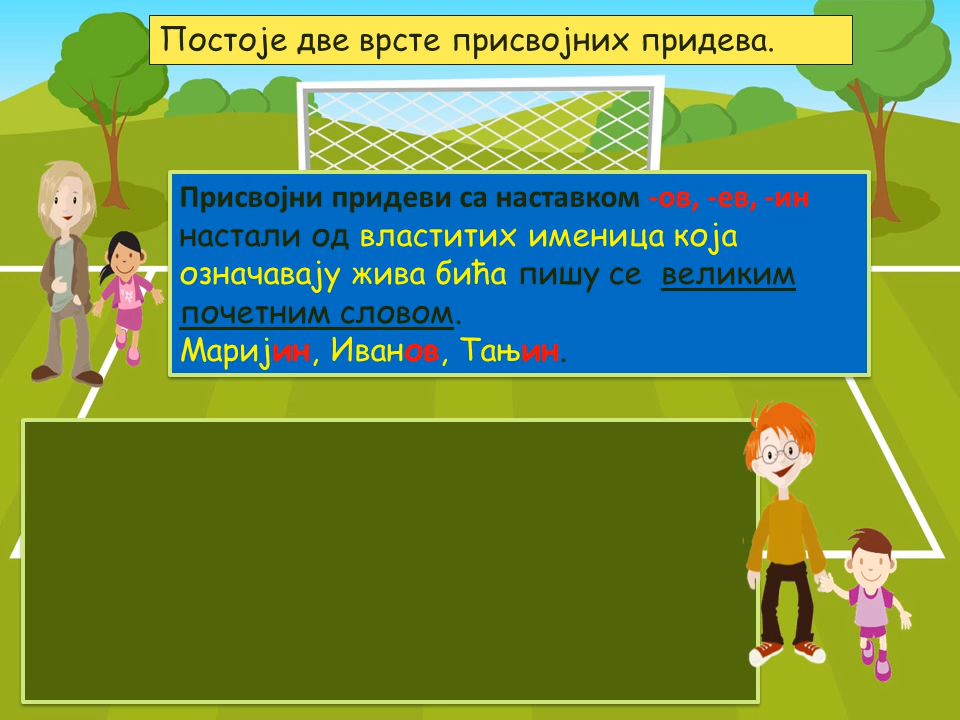 Постоје две врсте присвојних придева.
Присвојни придеви са наставком -ов, -ев, -ин
настали од властитих именица која
означавају жива бића пишу се великим
почетним словом.
Маријин, Иванов, Тањин.